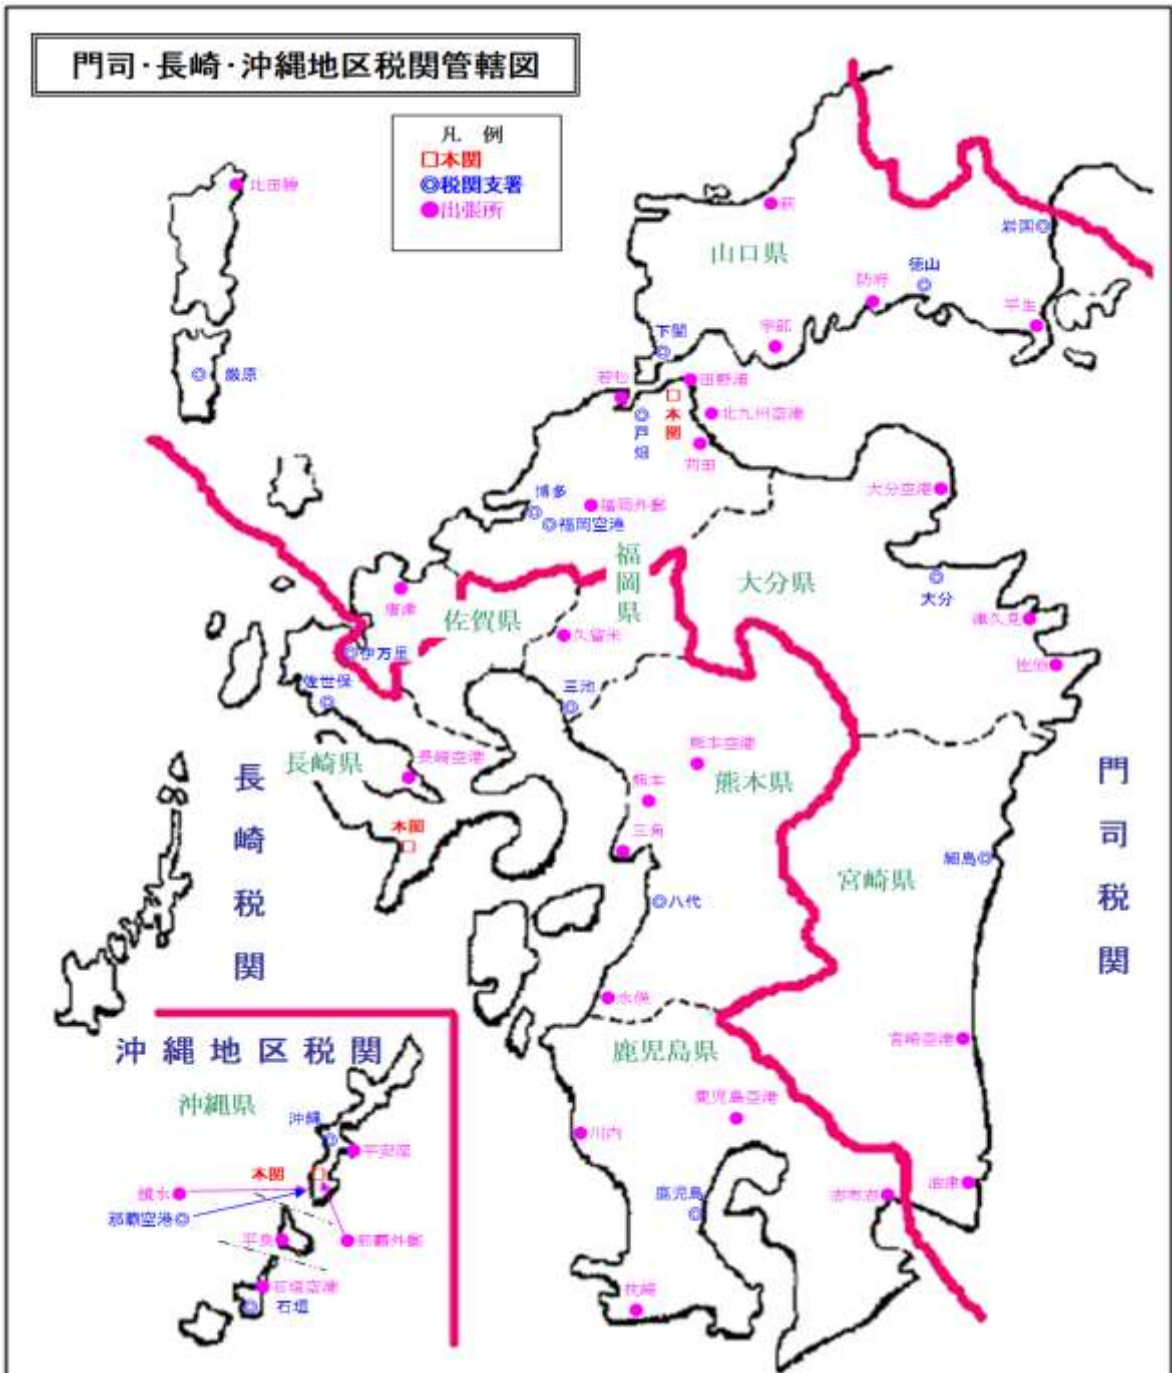 門司・長崎・沖縄地区税関管轄図
凡 例
□本関
◎税関支署
●出張所
比田勝
厳原
萩
山口県
岩国◎
徳山
防府
平生
宇部
下関
若松
田野浦
□本関
北九州空港
◎戸畑
苅田
博多
◎福岡空港
福岡外郵
大分空港
福岡県
大分県
大分
津久見
佐伯
唐津
佐賀県
久留米
◎伊万里
佐世保
三池
長崎県
長崎空港
本関
□
熊本空港
熊本県
熊本
三角
◎八代
水俣
宮崎県
細島◎
長崎税関
門司税関
宮崎空港
鹿児島県
鹿児島空港
川内
鹿児島
志布志
油津
枕崎
沖縄地区税関
沖縄県
沖縄
平安座
本関
□
鏡水
那覇空港◎
平良
那覇外郵
石垣空港
石垣